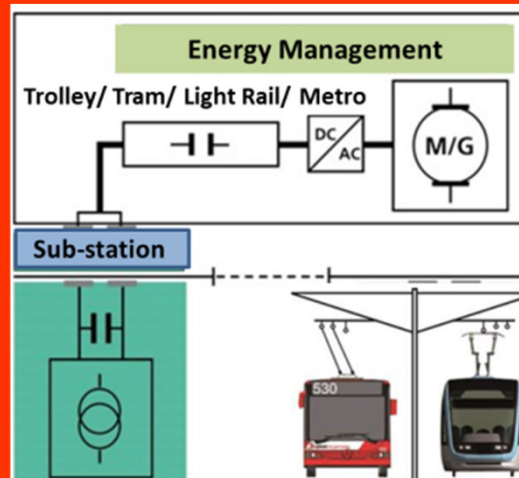 Energy Management
Trolley/ Tram/ Light Rail/ Metro
DC
AC
M/G
Sub-station
530